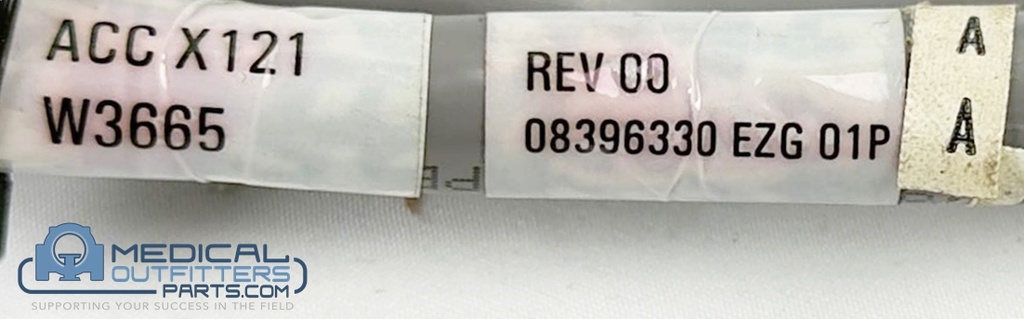 ACC X121
W3665
REV 00
08396330 EZG 01P
A
A
MEDICAL
OUTFITTERS
PARTS.COM
SUPPORTING YOUR SUCCESS IN THE FIELD